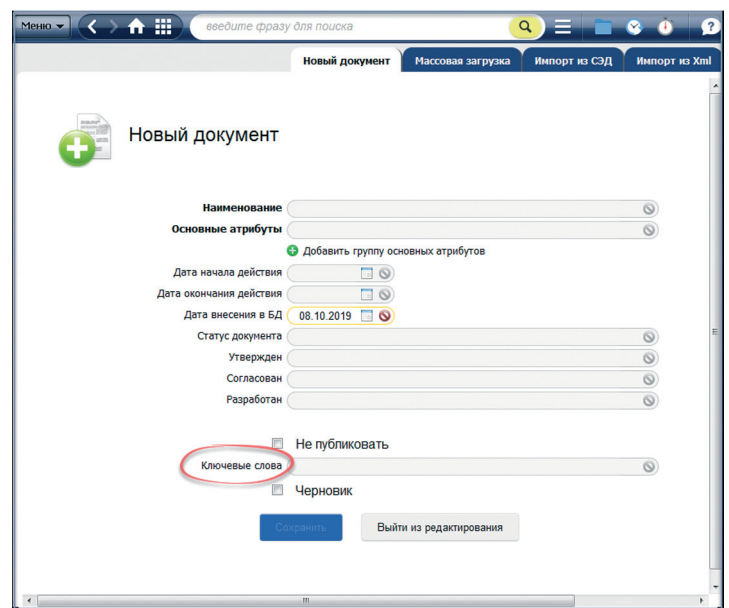 Меню
введите фразу для поиска
Новый документ Массовая загрузка Импорт из СЭД Импорт из Xml
Новый документ
Наименование
Основные атрибуты
Добавить группу основных атрибутов
Дата начала действия
Дата окончания действия
Дата внесения в БД 08.10.2019
Статус документа
Утвержден
Согласован
Разработан
Не публиковать
Ключевые слова
Черновик
Сохранить Выйти из редактирования